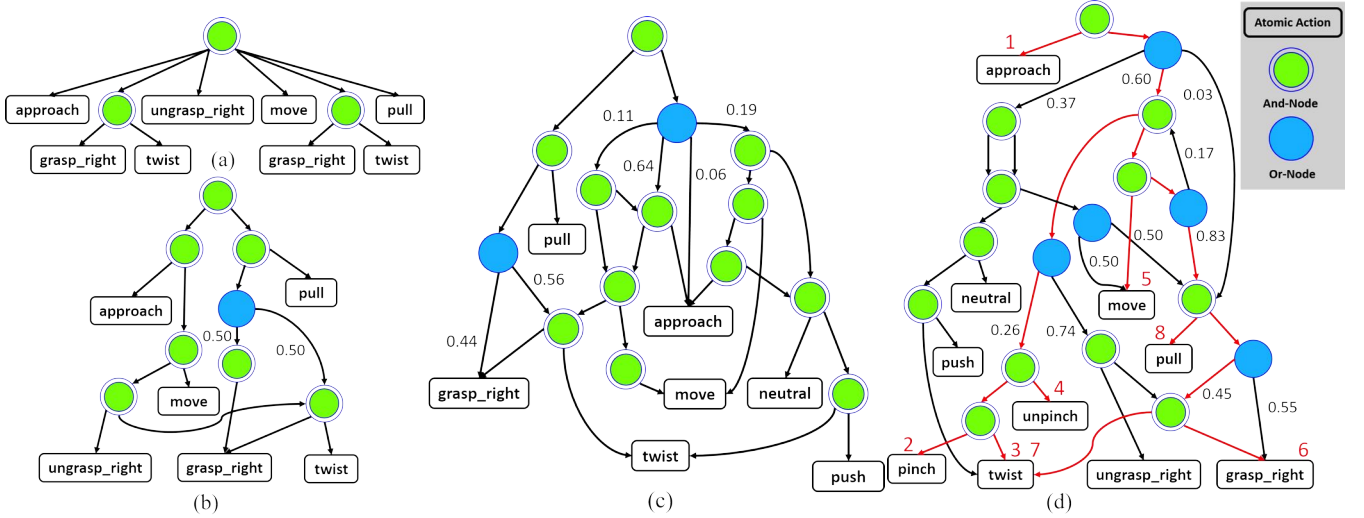 approach
ungrasp_right
move
pull
grasp_right
twist
grasp_right
twist
(a)
approach
pull
0.50
0.50
move
ungrasp_right
grasp_right
twist
(b)
0.11
0.19
0.64
0.06
pull
0.56
0.44
approach
grasp_right
move
neutral
twist
push
(c)
1
approach
0.60
0.03
0.37
0.17
0.83
0.50
0.50
5
neutral
move
0.26
0.74
8
push
pull
4
0.45
0.55
unpinch
2
3
7
6
pinch
twist
ungrasp_right
grasp_right
(d)
Atomic Action
And-Node
Or-Node